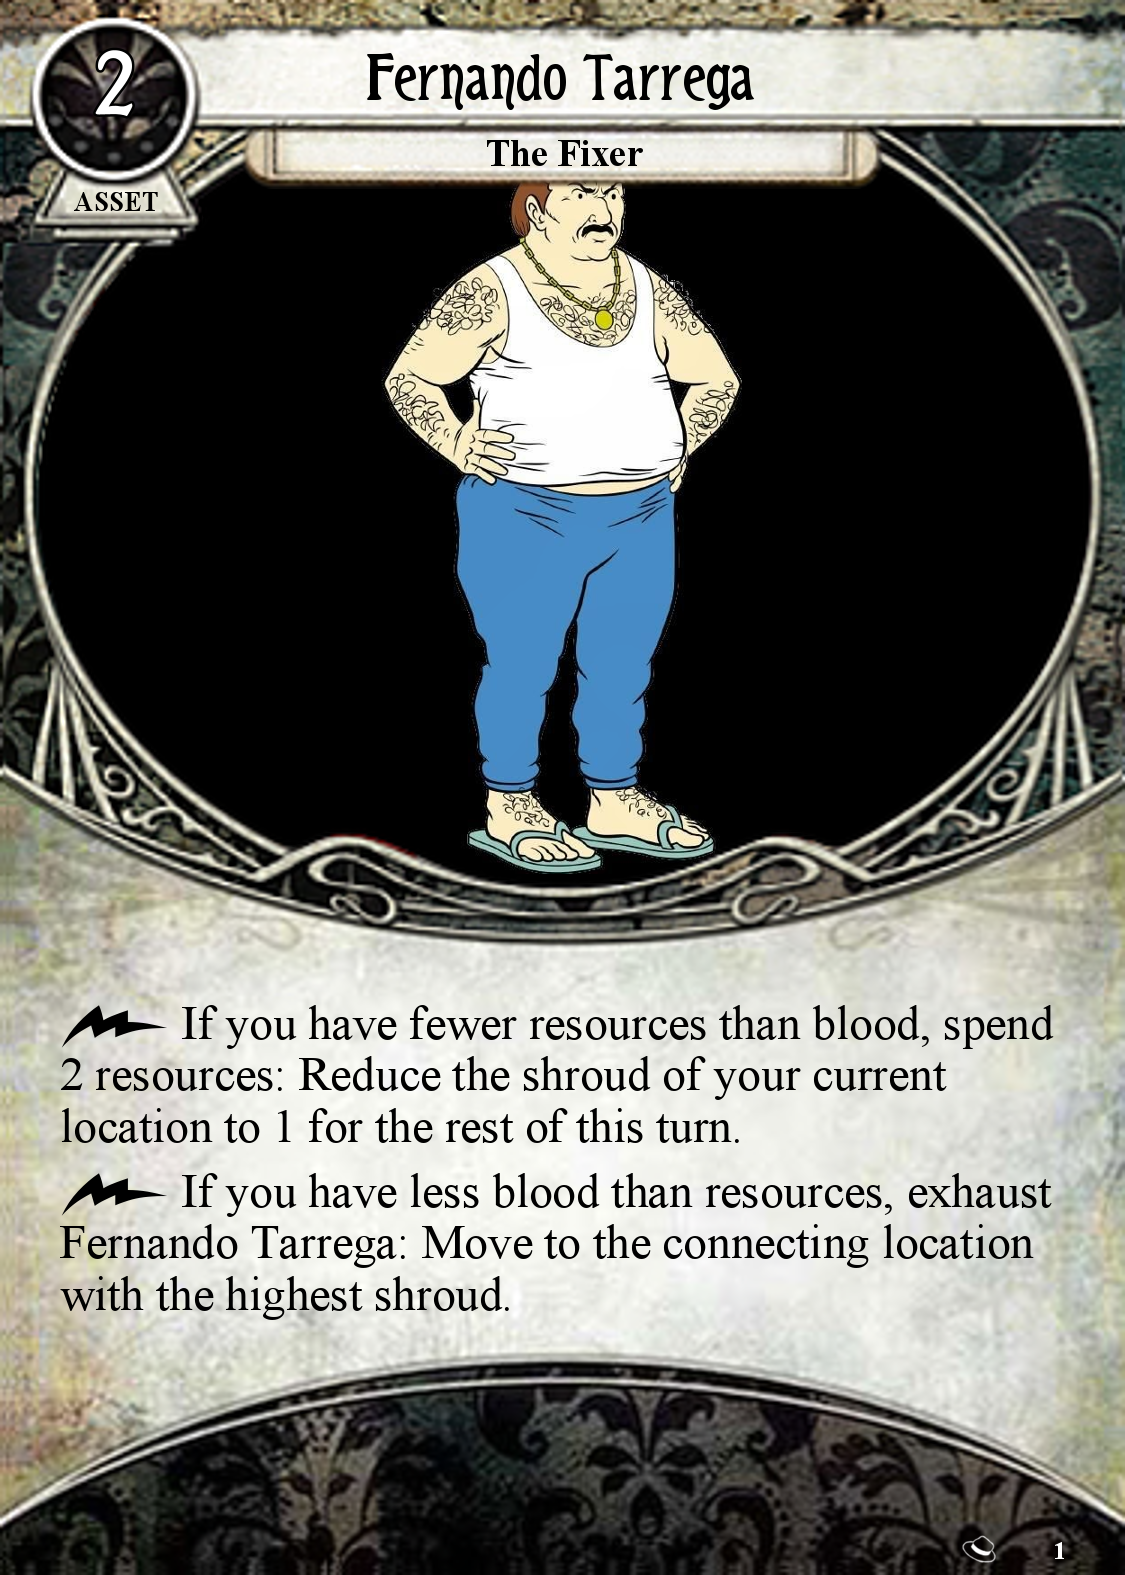 2
Fernando Tarrega
The Fixer
ASSET
If you have fewer resources than blood, spend
2 resources: Reduce the shroud of your current
location to 1 for the rest of this turn.
If you have less blood than resources, exhaust
Fernando Tarrega: Move to the connecting location
with the highest shroud.
1